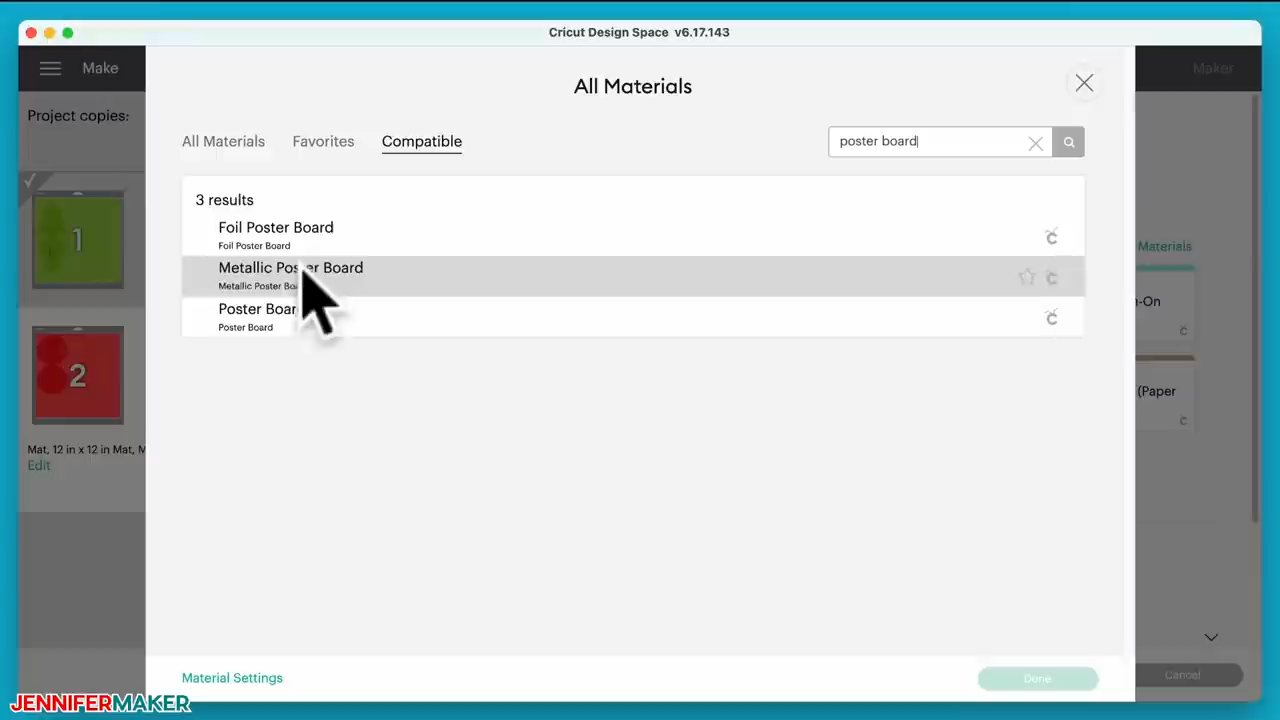 Cricut Design Space v6.17.143
Make
Maker
All Materials
Project copies:
All Materials Favorites Compatible
poster board
3 results
Foil Poster Board
Foil Poster Board
Metallic Poster Board
Metallic Poster
Poster
Poster Board
1
2
Mat, 12 in x 12 in Mat, M
Edit
Materials
n-On
(Paper
Material Settings
Done
Cancel
JENNIFERMAKER